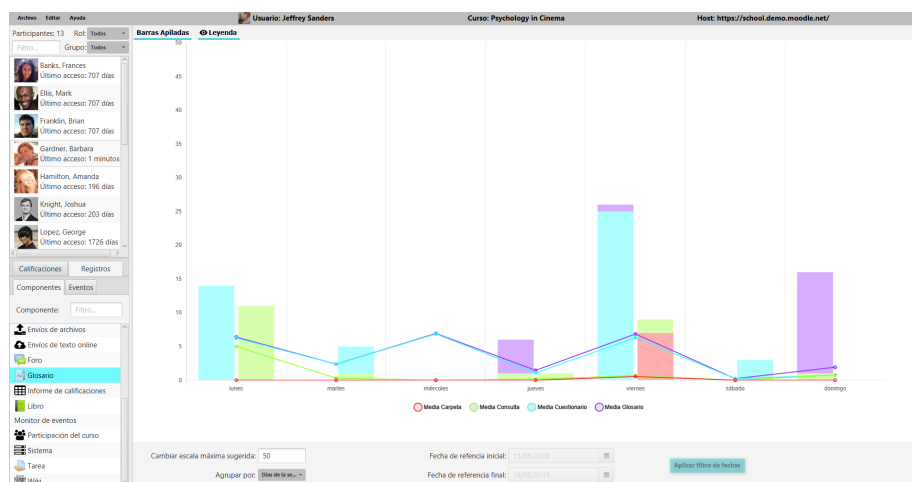 Archivo Editar Ayuda
Usuario: Jeffrey Sanders
Curso: Psychology in Cinema
Host: https://school.demo.moodle.net/
Participantes: 13 Rol: Todos
Filtro... Grupo: Todos
Banks, Frances
Último acceso: 707 días
Ellis, Mark
Último acceso: 707 días
Franklin, Brian
Último acceso: 707 días
Gardner, Barbara
Último acceso: 1 minutos
Hamilton, Amanda
Último acceso: 196 días
Knight, Joshua
Último acceso: 203 días
Lopez, George
Último acceso: 1726 días
Calificaciones Registros
Componentes Eventos
Componente: Filtro...
Envíos de archivos
Envíos de texto online
Foro
Glosario
Informe de calificaciones
Libro
Monitor de eventos
Participación del curso
Sistema
Tarea
Wiki
Barras Apiladas Leyenda
50
45
40
35
30
25
20
15
10
5
0
lunes martes miércoles jueves viernes sábado domingo
Media Carpeta Media Consulta Media Cuestionario Media Glosario
Cambiar escala máxima sugerida: 50
Agrupar por: Días de la se...
Fecha de refencia inicial: 11/06/2019
Fecha de referencia final: 18/06/2019
Aplicar filtro de fechas